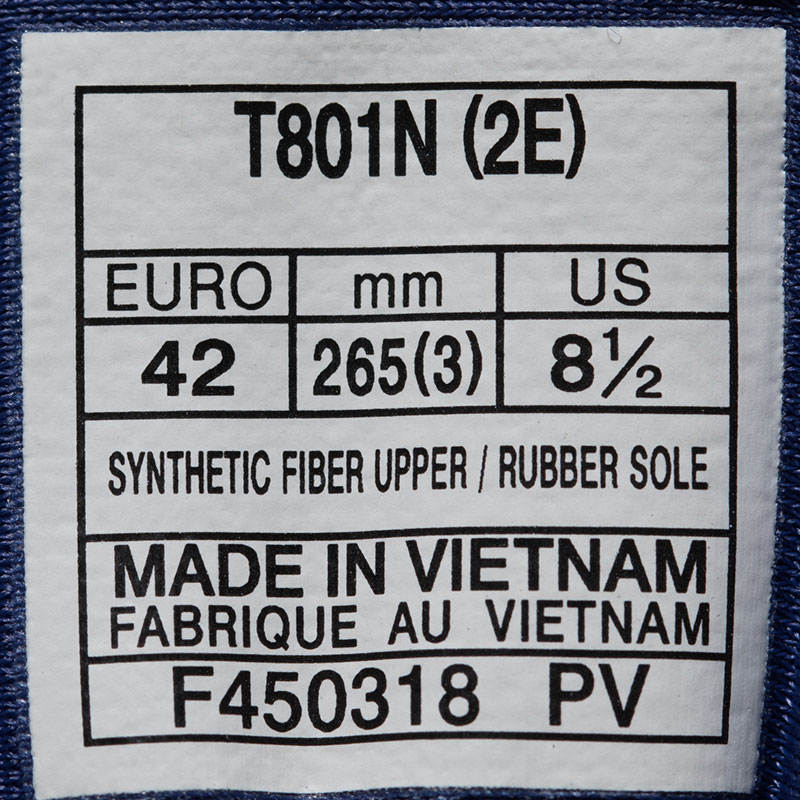 T801N (2E)
EURO mm US
42 265(3) 8½
SYNTHETIC FIBER UPPER / RUBBER SOLE
MADE IN VIETNAM
FABRIQUE AU VIETNAM
F450318 PV